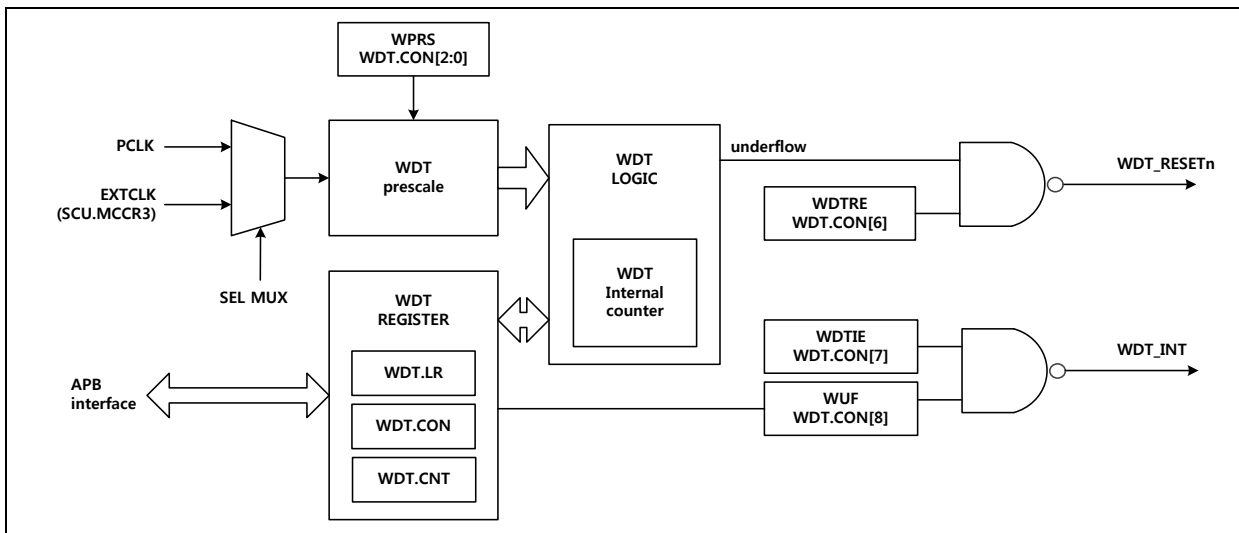 WPRS
WDT.CON[2:0]
PCLK
EXTCLK
(SCU.MCCR3)
SEL MUX
WDT
prescale
WDT
LOGIC
WDT
Internal
counter
underflow
WDTRE
WDT.CON[6]
WDT_RESETn
WDT
REGISTER
WDT.LR
WDT.CON
WDT.CNT
APB
interface
WDTIE
WDT.CON[7]
WUF
WDT.CON[8]
WDT_INT